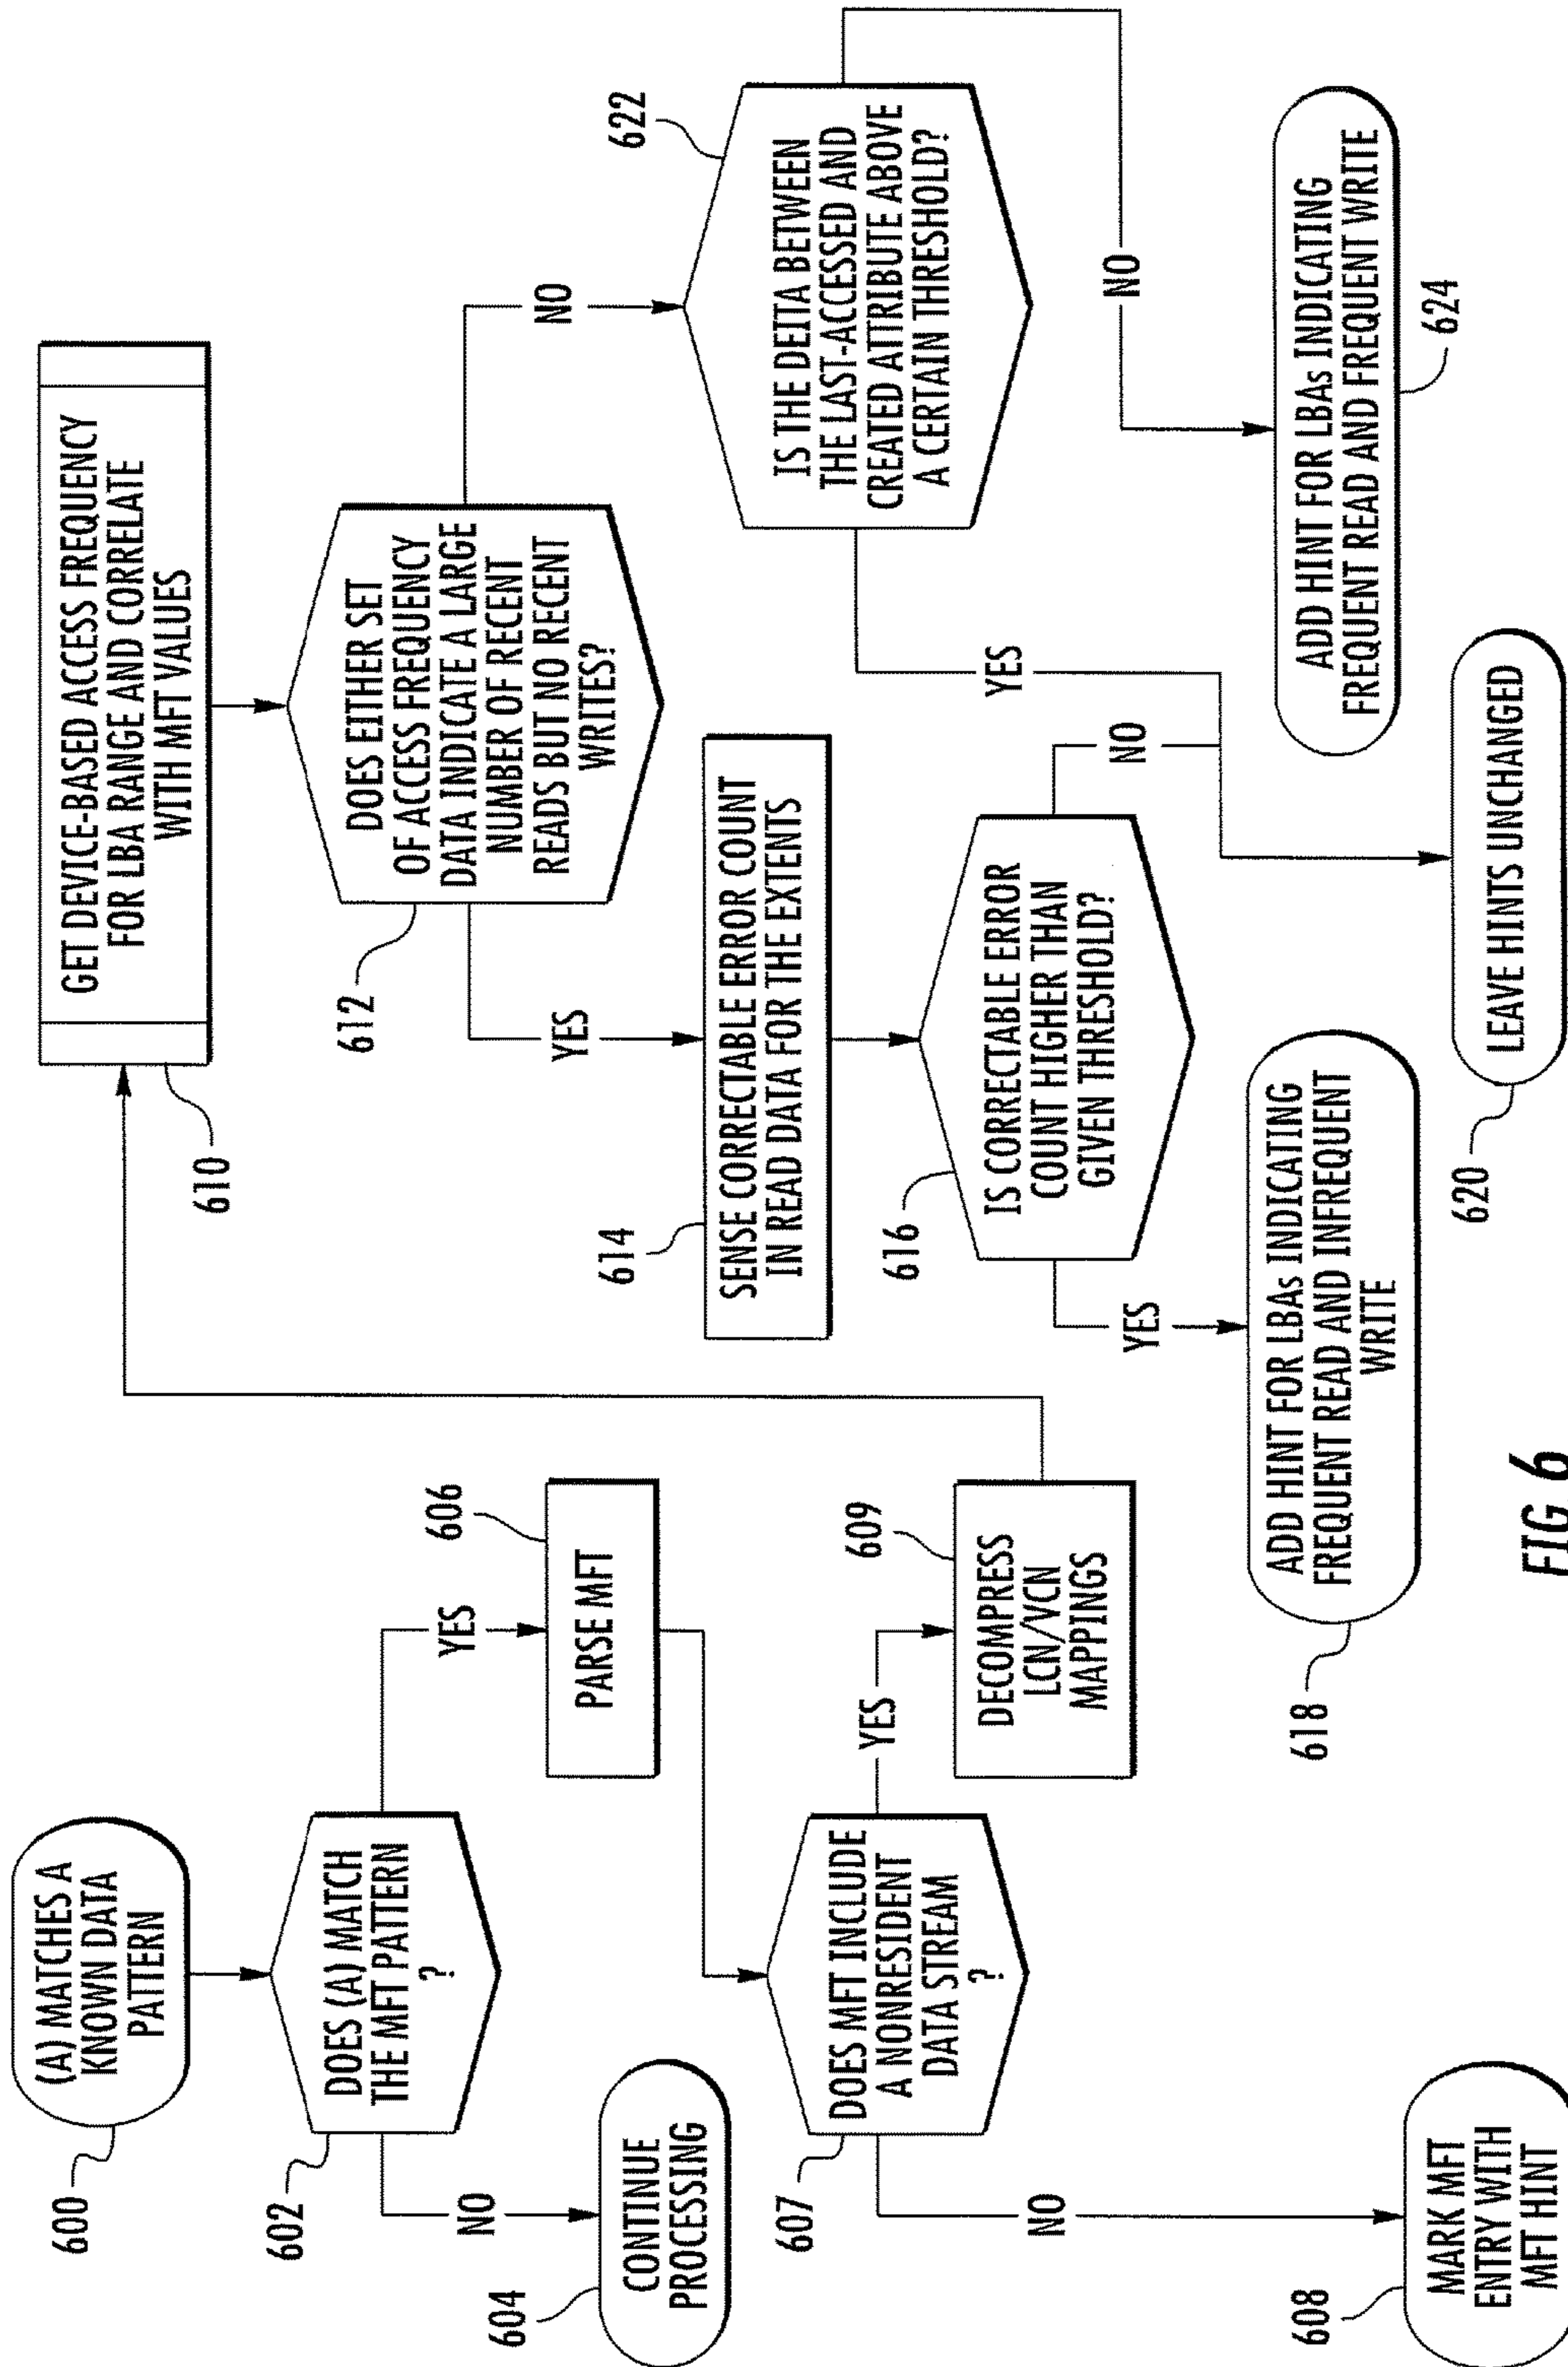 600
(A) MATCHES A
KNOWN DATA
PATTERN
602
DOES (A) MATCH
THE MFT PATTERN
?
NO
YES
604
CONTINUE
PROCESSING
606
PARSE MFT
607
DOES MFT INCLUDE
A NONRESIDENT
DATA STREAM
?
NO
YES
608
MARK MFT
ENTRY WITH
MFT HINT
609
DECOMPRESS
LCN/VCN
MAPPINGS
610
GET DEVICE-BASED ACCESS FREQUENCY
FOR LBA RANGE AND CORRELATE
WITH MFT VALUES
612
DOES EITHER SET
OF ACCESS FREQUENCY
DATA INDICATE A LARGE
NUMBER OF RECENT
READS BUT NO RECENT
WRITES?
YES
NO
614
SENSE CORRECTABLE ERROR COUNT
IN READ DATA FOR THE EXTENTS
616
IS CORRECTABLE ERROR
COUNT HIGHER THAN
GIVEN THRESHOLD?
YES
NO
618
ADD HINT FOR LBAs INDICATING
FREQUENT READ AND INFREQUENT
WRITE
620
LEAVE HINTS UNCHANGED
622
IS THE DELTA BETWEEN
THE LAST-ACCESSED AND
CREATED ATTRIBUTE ABOVE
A CERTAIN THRESHOLD?
YES
NO
ADD HINT FOR LBAs INDICATING
FREQUENT READ AND FREQUENT WRITE
624
FIG 6